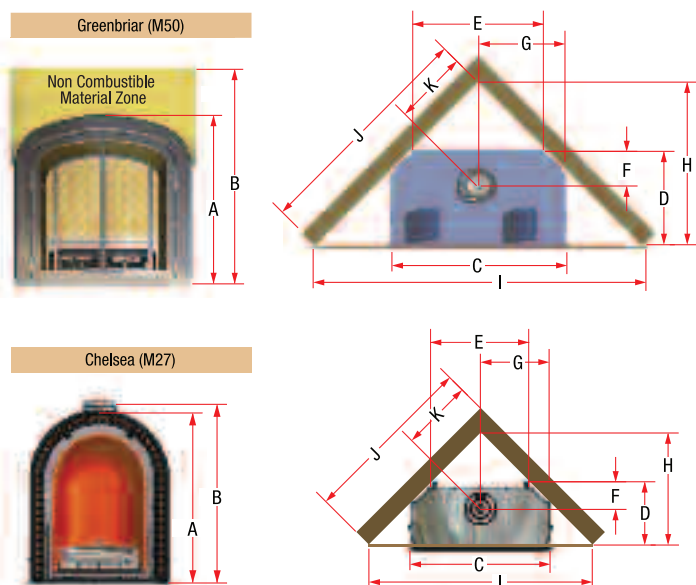 Greenbriar (M50)
Non Combustible
Material Zone
A
B
E
G
K
J
H
F
D
C
I
Chelsea (M27)
A
B
E
G
K
J
H
F
D
C
I